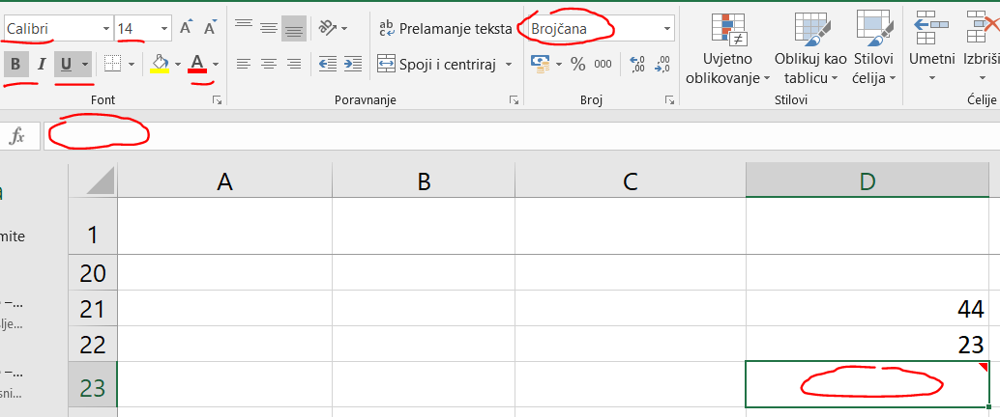 Calibri 14 A A ab c Prelamanje teksta Brojčana
B I U A Spoji i centriraj % 000 ,0 ,00 ,00 ,0 Uvjetno oblikovanje Oblikuj kao tablicu Stilovi ćelija Umetni Izbriši
Font Poravnanje Broj Stilovi Ćelije
fx
A B C D
mite 1
20
–... 21 44
lje... 22 23
–... 23
sni...